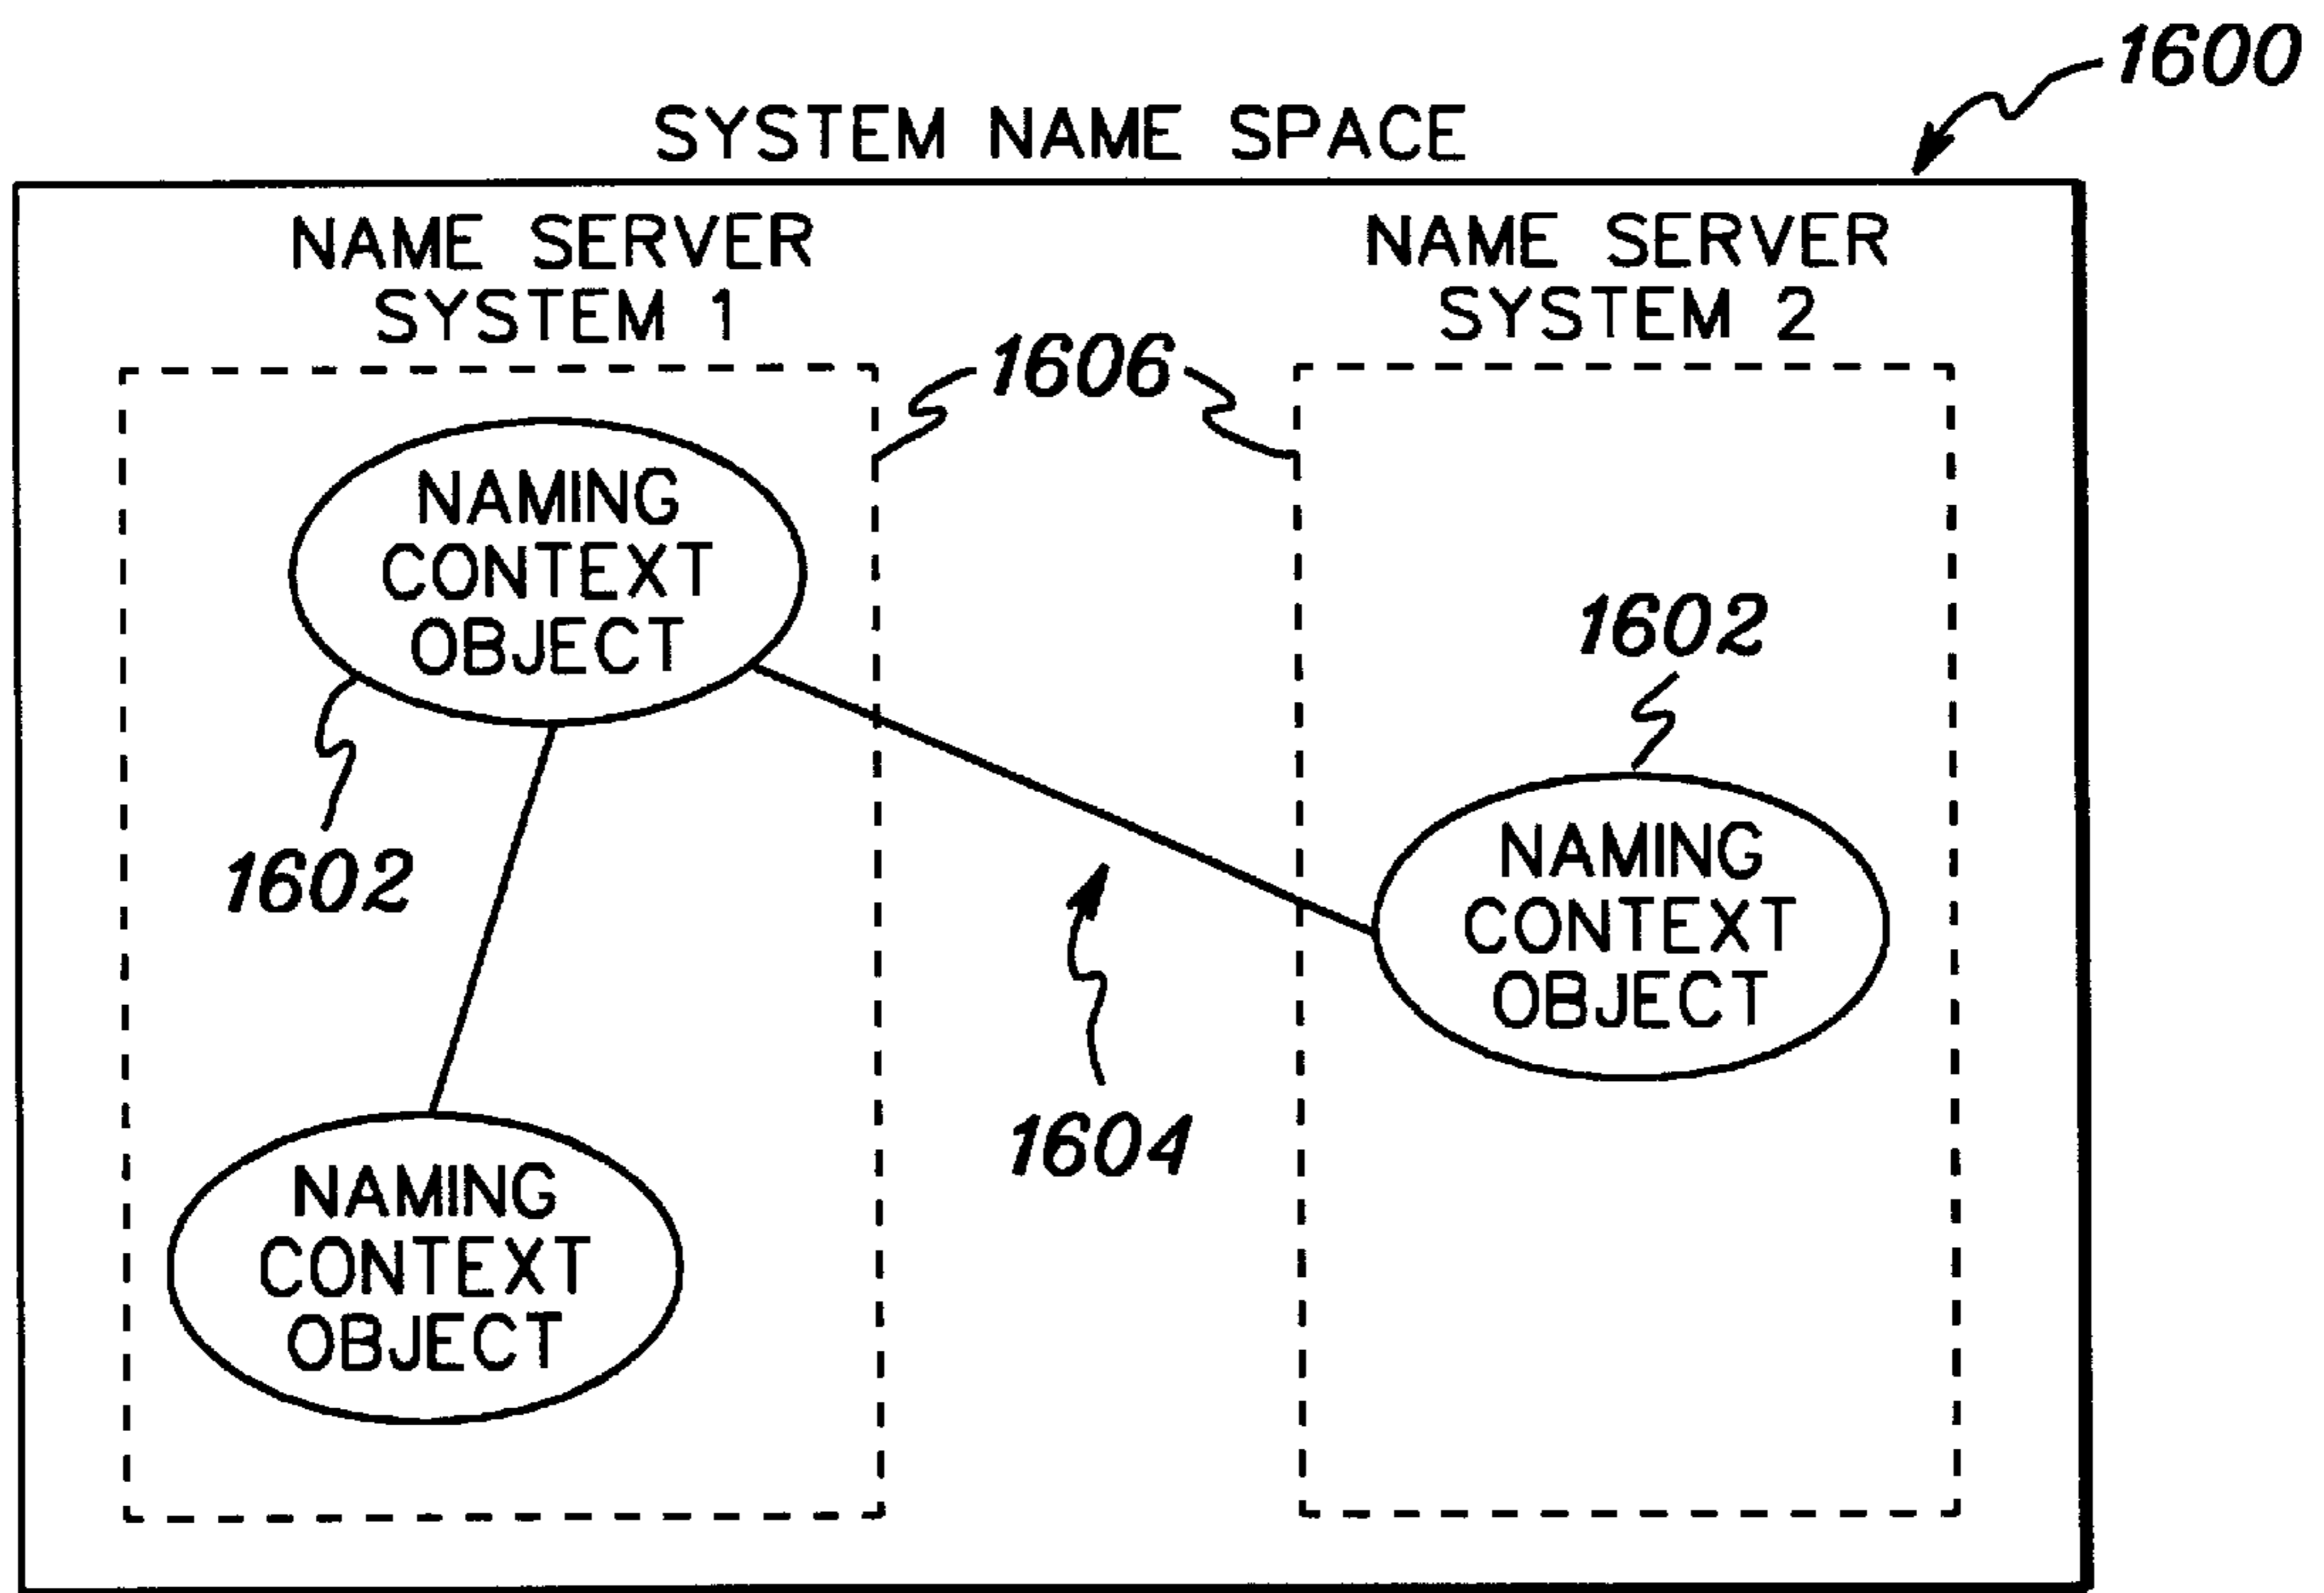 1600
SYSTEM NAME SPACE
NAME SERVER
SYSTEM 1
NAME SERVER
SYSTEM 2
1606
NAMING
CONTEXT
OBJECT
1602
1602
NAMING
CONTEXT
OBJECT
1604
NAMING
CONTEXT
OBJECT